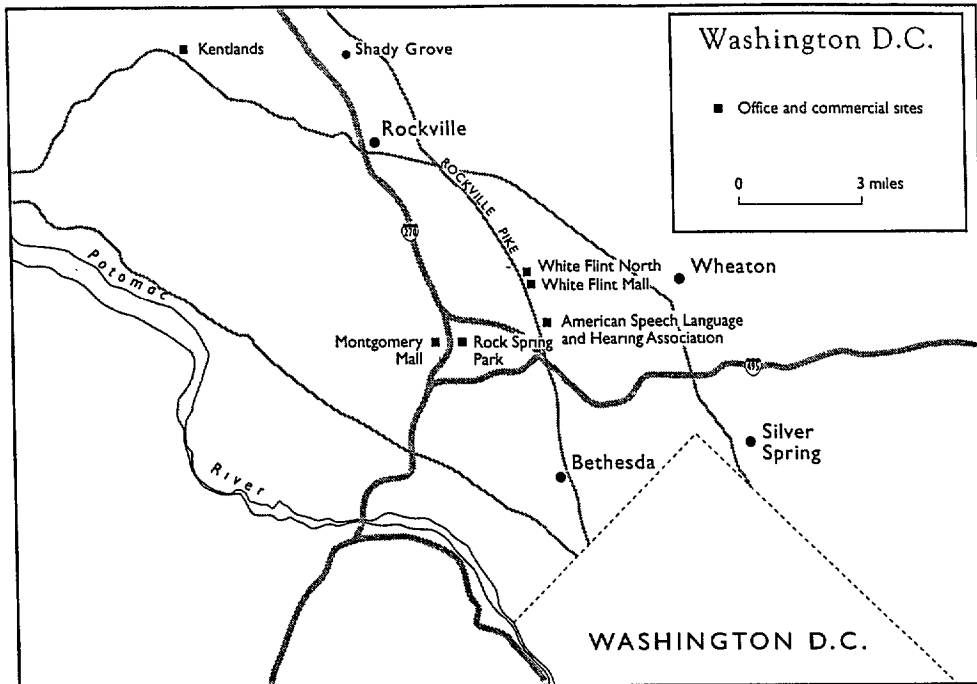 Washington D.C.
Office and commercial sites
0 3 miles
Kentlands
Shady Grove
Rockville
ROCKVILLE PIKE
270
Potomac
White Flint North
White Flint Mall
Wheaton
American Speech Language
and Hearing Association
Montgomery
Mall
Rock Spring
Park
495
Silver
Spring
Bethesda
River
WASHINGTON D.C.